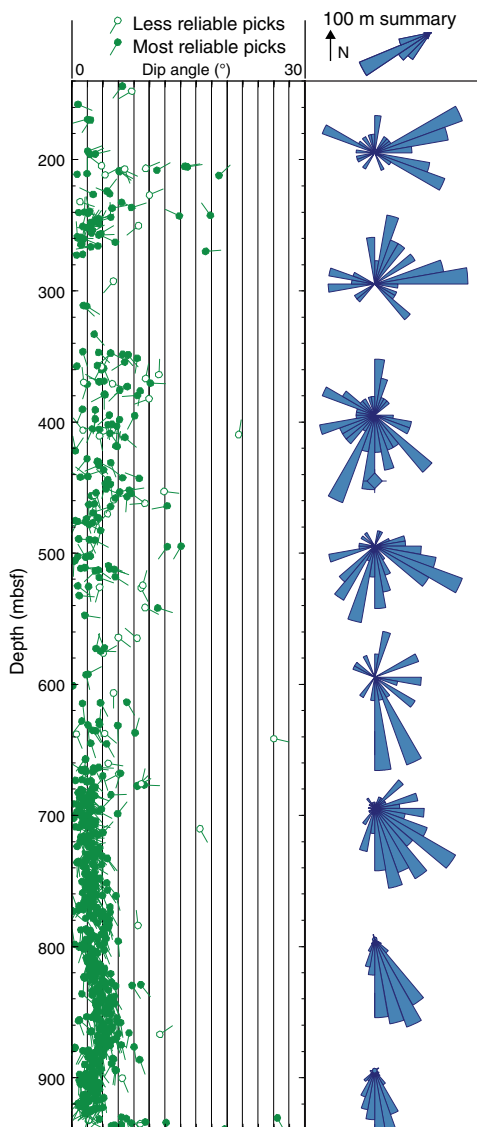 Less reliable picks
Most reliable picks
100 m summary
N
0 Dip angle (°) 30
200
300
400
500
600
700
800
900
Depth (mbsf)